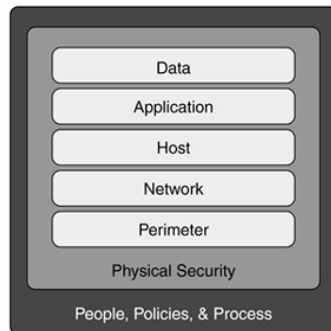 Data
Application
Host
Network
Perimeter
Physical Security
People, Policies, & Process